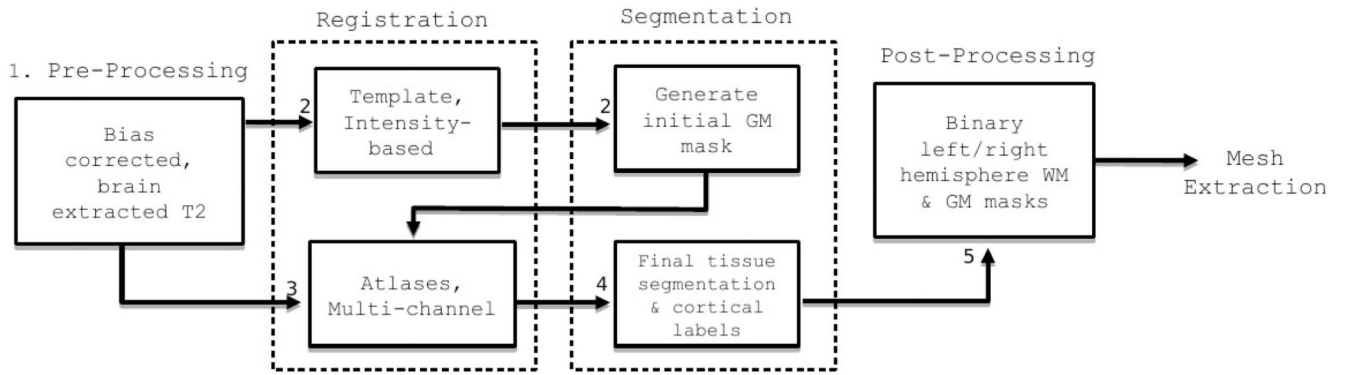 Registration
Segmentation
1. Pre-Processing
Post-Processing
Bias
corrected,
brain
extracted T2
2
Template,
Intensity-
based
2
Generate
initial GM
mask
Binary
left/right
hemisphere WM
& GM masks
Mesh
Extraction
3
Atlases,
Multi-channel
4
Final tissue
segmentation
& cortical
labels
5